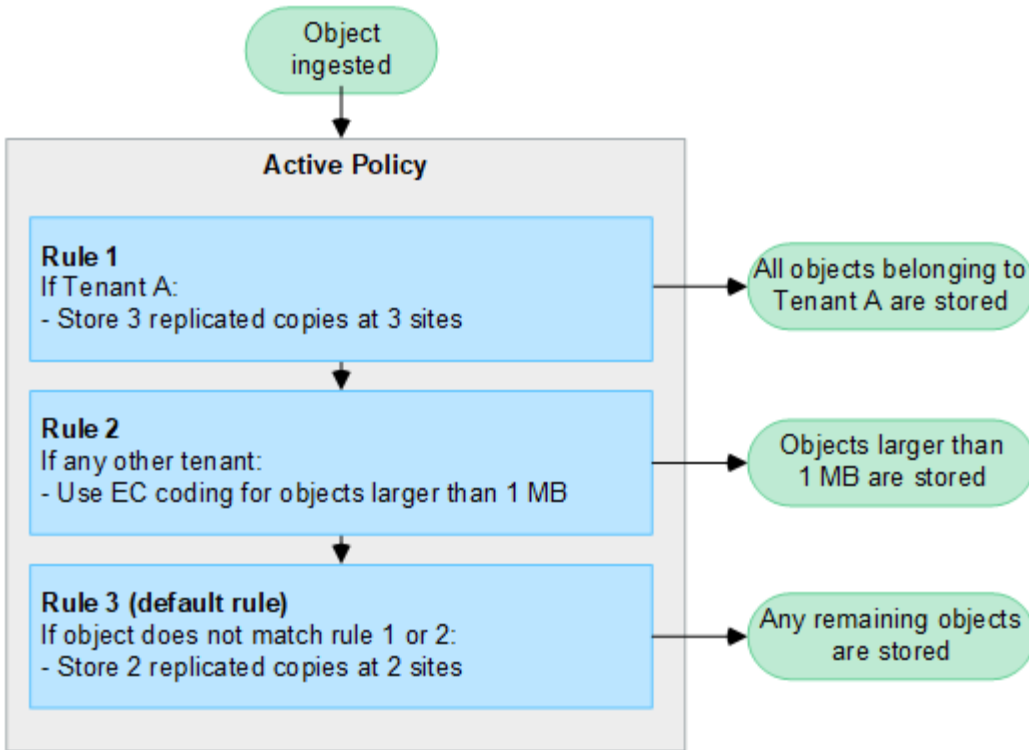 Object
ingested
Active Policy
Rule 1
If Tenant A:
- Store 3 replicated copies at 3 sites
All objects belonging to
Tenant A are stored
Rule 2
If any other tenant:
- Use EC coding for objects larger than 1 MB
Objects larger than
1 MB are stored
Rule 3 (default rule)
If object does not match rule 1 or 2:
- Store 2 replicated copies at 2 sites
Any remaining objects
are stored